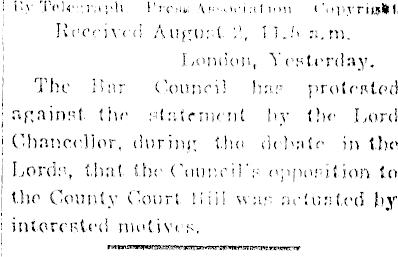 By Telegraph Press Association Copyright
Received August 2, 11.5 a.m.
London, Yesterday.
The Bar Council has protested
against the statement by the Lord
Chancellor, during the debate in the
Lords, that the Council's opposition to
the County Court Bill was actuated by
interested motives.